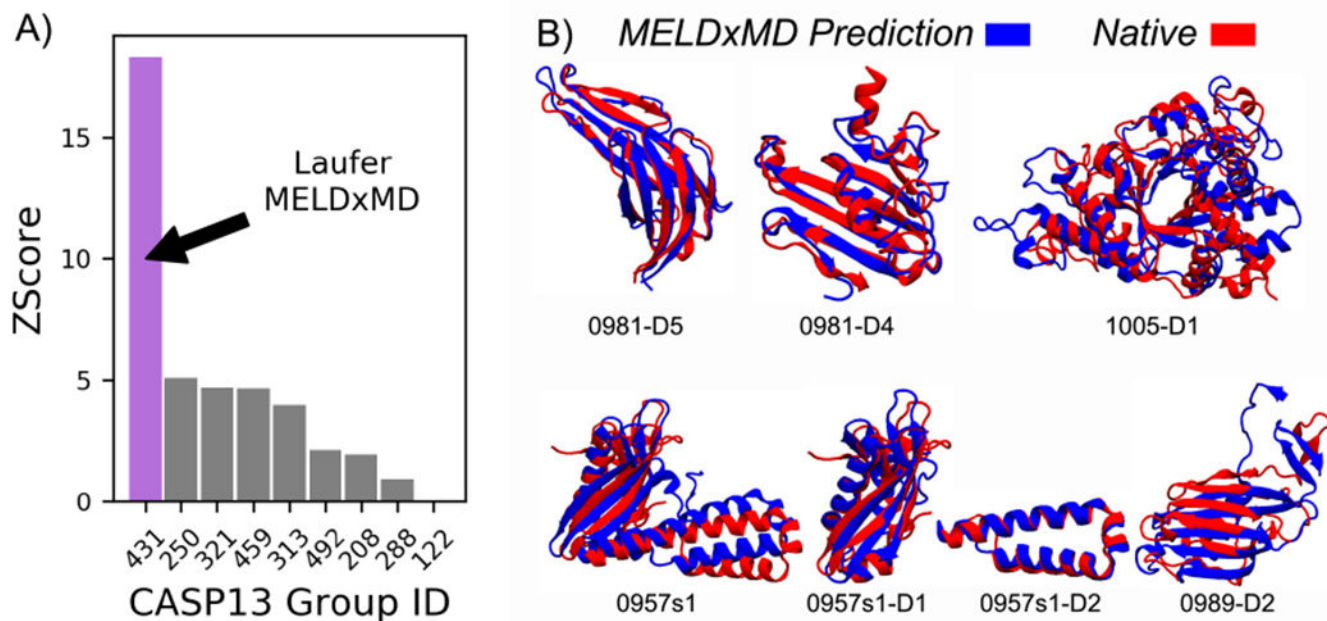 A)
ZScore
15
10
5
0
Laufer
MELDxMD
431
250
321
459
313
492
208
288
122
CASP13 Group ID
B)
MELDxMD Prediction
Native
0981-D5
0981-D4
1005-D1
0957s1
0957s1-D1
0957s1-D2
0989-D2